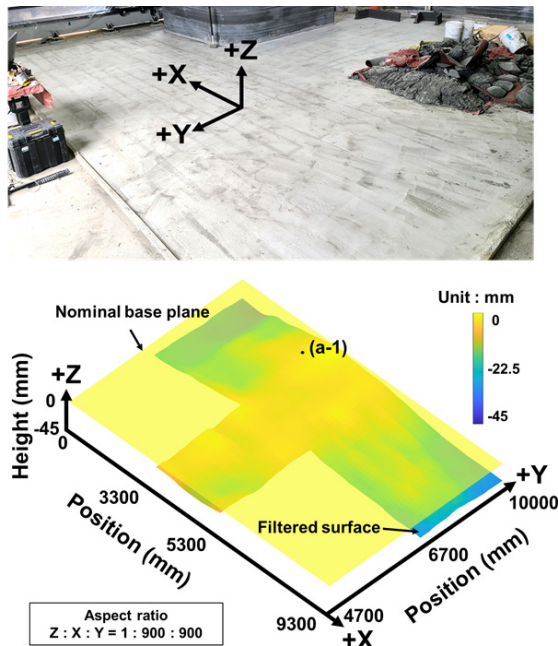 +Z
+X
+Y
Unit : mm
Nominal base plane
0
(a-1)
-22.5
-45
+Z
0
-45
0
Height (mm)
3300
5300
9300
Position (mm)
+X
Filtered surface
+Y
10000
6700
4700
Position (mm)
Aspect ratio
Z : X : Y = 1 : 900 : 900